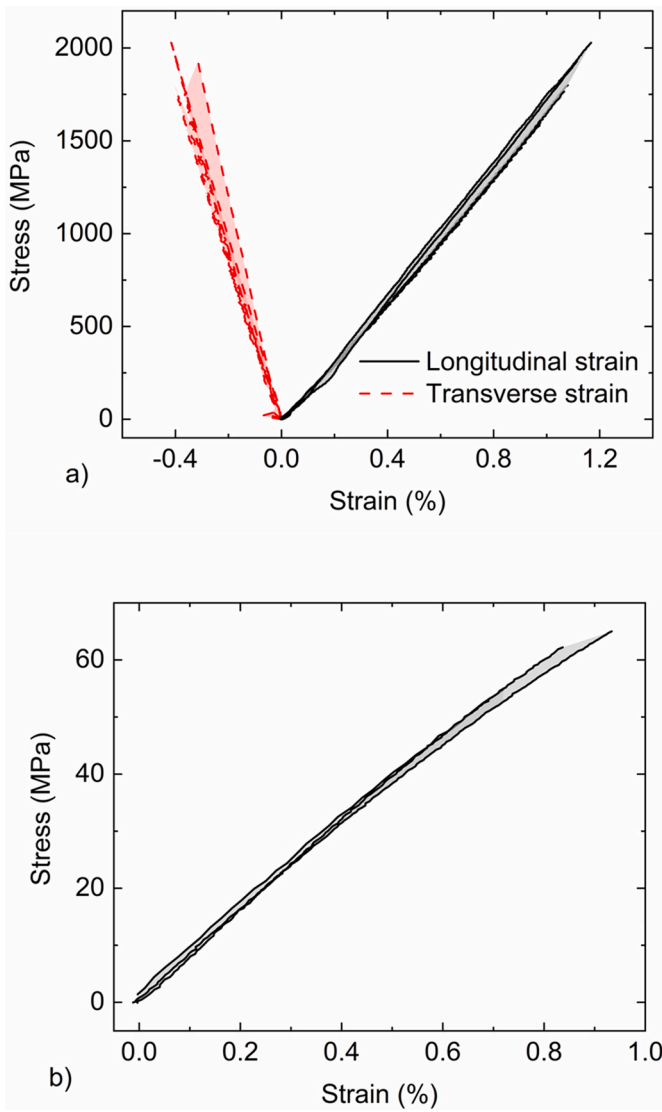 2000
1500
1000
500
0
Stress (MPa)
Longitudinal strain
Transverse strain
-0.4 0.0 0.4 0.8 1.2
a)
Strain (%)
60
40
20
0
Stress (MPa)
0.0 0.2 0.4 0.6 0.8 1.0
b)
Strain (%)